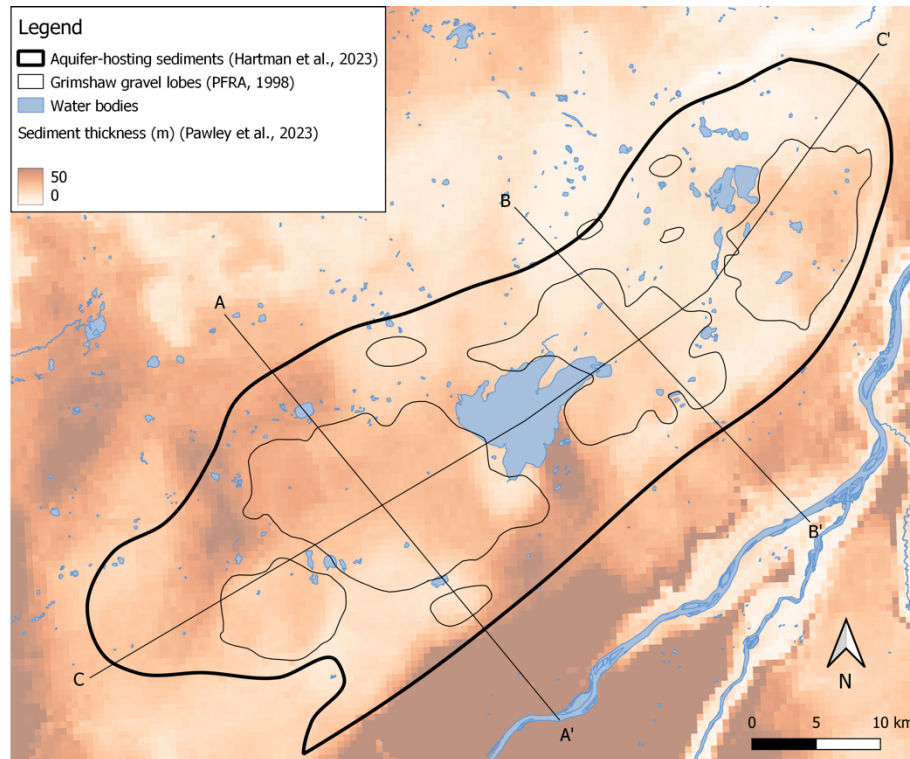 Legend
Aquifer-hosting sediments (Hartman et al., 2023)
Grimshaw gravel lobes (PFRA, 1998)
Water bodies
Sediment thickness (m) (Pawley et al., 2023)
50
0
C'
B
A
B'
C
A'
N
0 5 10 km